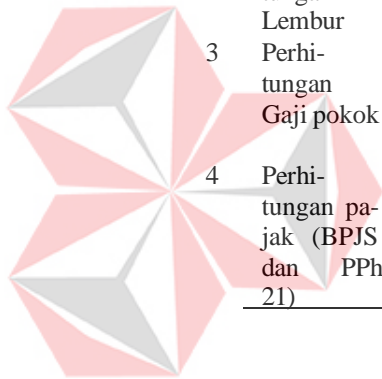 tungan
Lembur
3 Perhi-
tungan
Gaji pokok
4 Perhi-
tungan pa-
jak (BPJS
dan PPh
21)